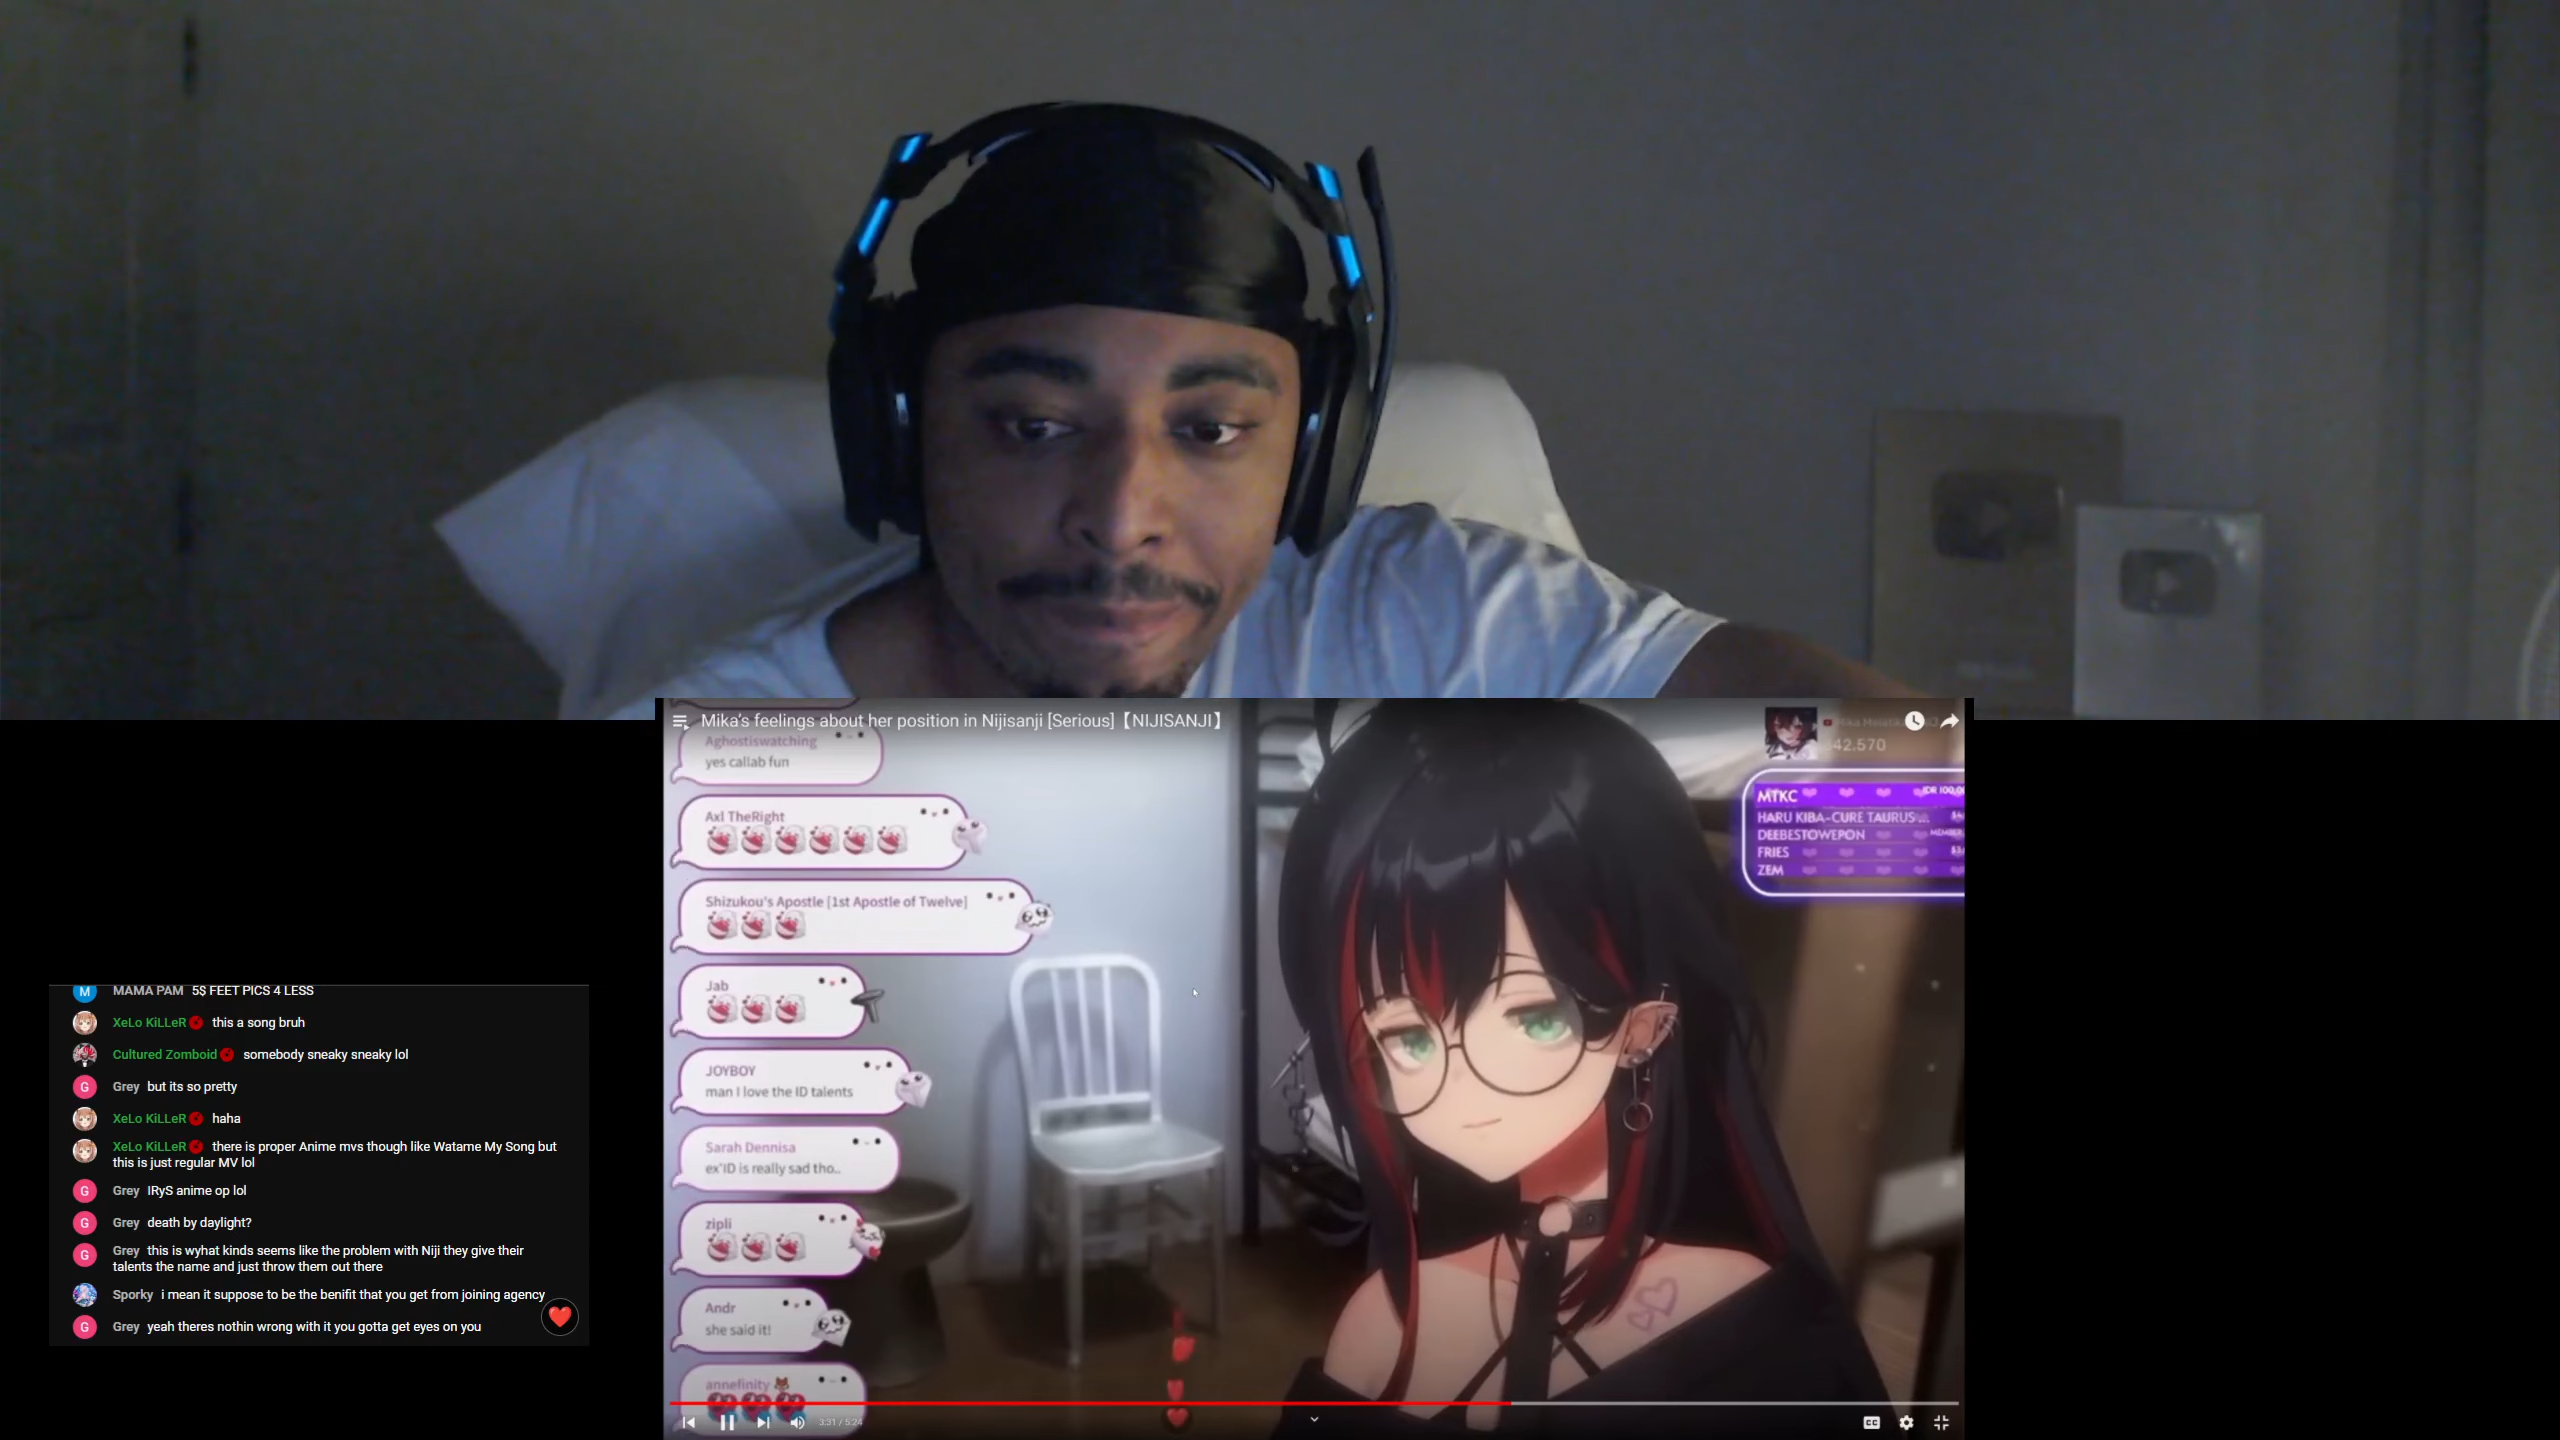 Mika's feelings about her position in Nijisanji [Serious]【NIJISANJI】
42.570
Aghostiswatching
yes callab fun
Axl TheRight
Shizukou's Apostle [1st Apostle of Twelve]
Jab
JOYBOY
man I love the ID talents
Sarah Dennisa
ex'ID is really sad tho..
zipli
Andr
she said it!
annefinity
MTKC
HARU KIBA-CURE TAURUS...
DEEBESTOWEPON
FRIES
ZEM
3:31 / 5:24
CC
M MAMA PAM 5$ FEET PICS 4 LESS
XeLo KiLLeR this a song bruh
Cultured Zomboid somebody sneaky sneaky lol
G Grey but its so pretty
XeLo KiLLeR haha
XeLo KiLLeR there is proper Anime mvs though like Watame My Song but
this is just regular MV lol
G Grey IRyS anime op lol
G Grey death by daylight?
G Grey this is wyhat kinds seems like the problem with Niji they give their
talents the name and just throw them out there
Sporky i mean it suppose to be the benifit that you get from joining agency
G Grey yeah theres nothin wrong with it you gotta get eyes on you